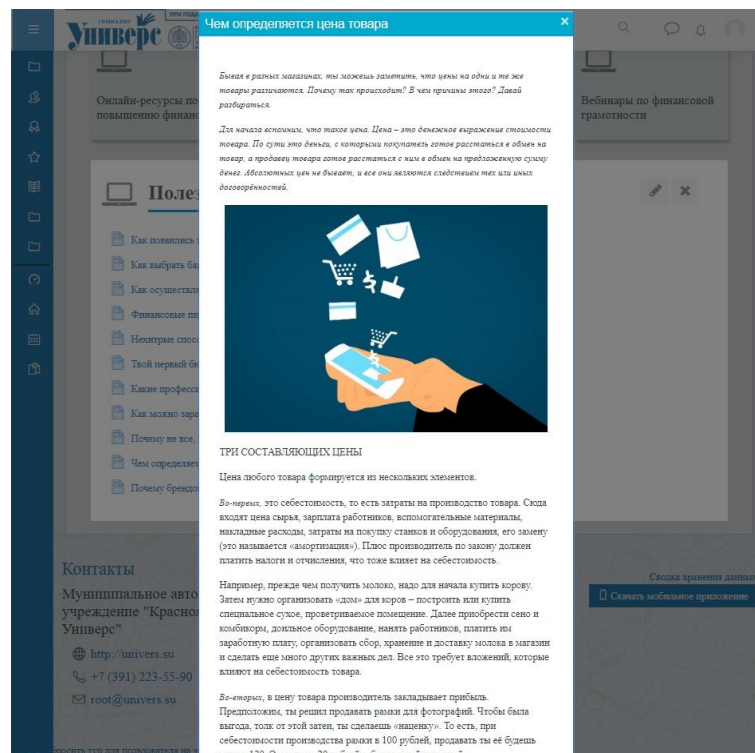 ГИМНАЗИЯ
Универс
ПРИ ПОДД
Чем определяется цена товара
×
Онлайн-ресурсы по
повышению финанс
Вебинары по финансовой
грамотности
Бывая в разных магазинах, ты можешь заметить, что цены на одни и те же
товары различаются. Почему так происходит? В чем причины этого? Давай
разбираться.
Для начала вспомним, что такое цена. Цена – это денежное выражение стоимости
товара. По сути это деньги, с которыми покупатель готов расстаться в обмен на
товар, а продавец товара готов расстаться с ним в обмен на предложенную сумму
денег. Абсолютных цен не бывает, и все они являются следствием тех или иных
договорённостей.
Полез
Как появились
Как выбрать ба
Как осуществл
Финансовые п
Нехитрые спос
Твой первый б
Какие професс
Как можно зар
Почему не все,
Чем определяет
Почему брендо
ТРИ СОСТАВЛЯЮЩИХ ЦЕНЫ
Цена любого товара формируется из нескольких элементов.
Во-первых, это себестоимость, то есть затраты на производство товара. Сюда
входят цена сырья, зарплата работников, вспомогательные материалы,
накладные расходы, затраты на покупку станков и оборудования, его замену
(это называется «амортизация»). Плюс производитель по закону должен
платить налоги и отчисления, что тоже влияет на себестоимость.
Например, прежде чем получить молоко, надо для начала купить корову.
Затем нужно организовать «дом» для коров – построить или купить
специальное сухое, проветриваемое помещение. Далее приобрести сено и
комбикорм, доильное оборудование, нанять работников, платить им
заработную плату, организовать сбор, хранение и доставку молока в магазин
и сделать еще много других важных дел. Все это требует вложений, которые
влияют на себестоимость товара.
Во-вторых, в цену товара производитель закладывает прибыль.
Предположим, ты решил продавать рамки для фотографий. Чтобы была
выгода, толк от этой затеи, ты сделаешь «наценку». То есть, при
себестоимости производства рамки в 100 рублей, продавать ты её будешь
Контакты
Муниципальное авто
учреждение "Красноя
Универс"
http://univers.su
+7 (391) 223-55-90
root@univers.su
Сводка хранения данных
Скачать мобильное приложение